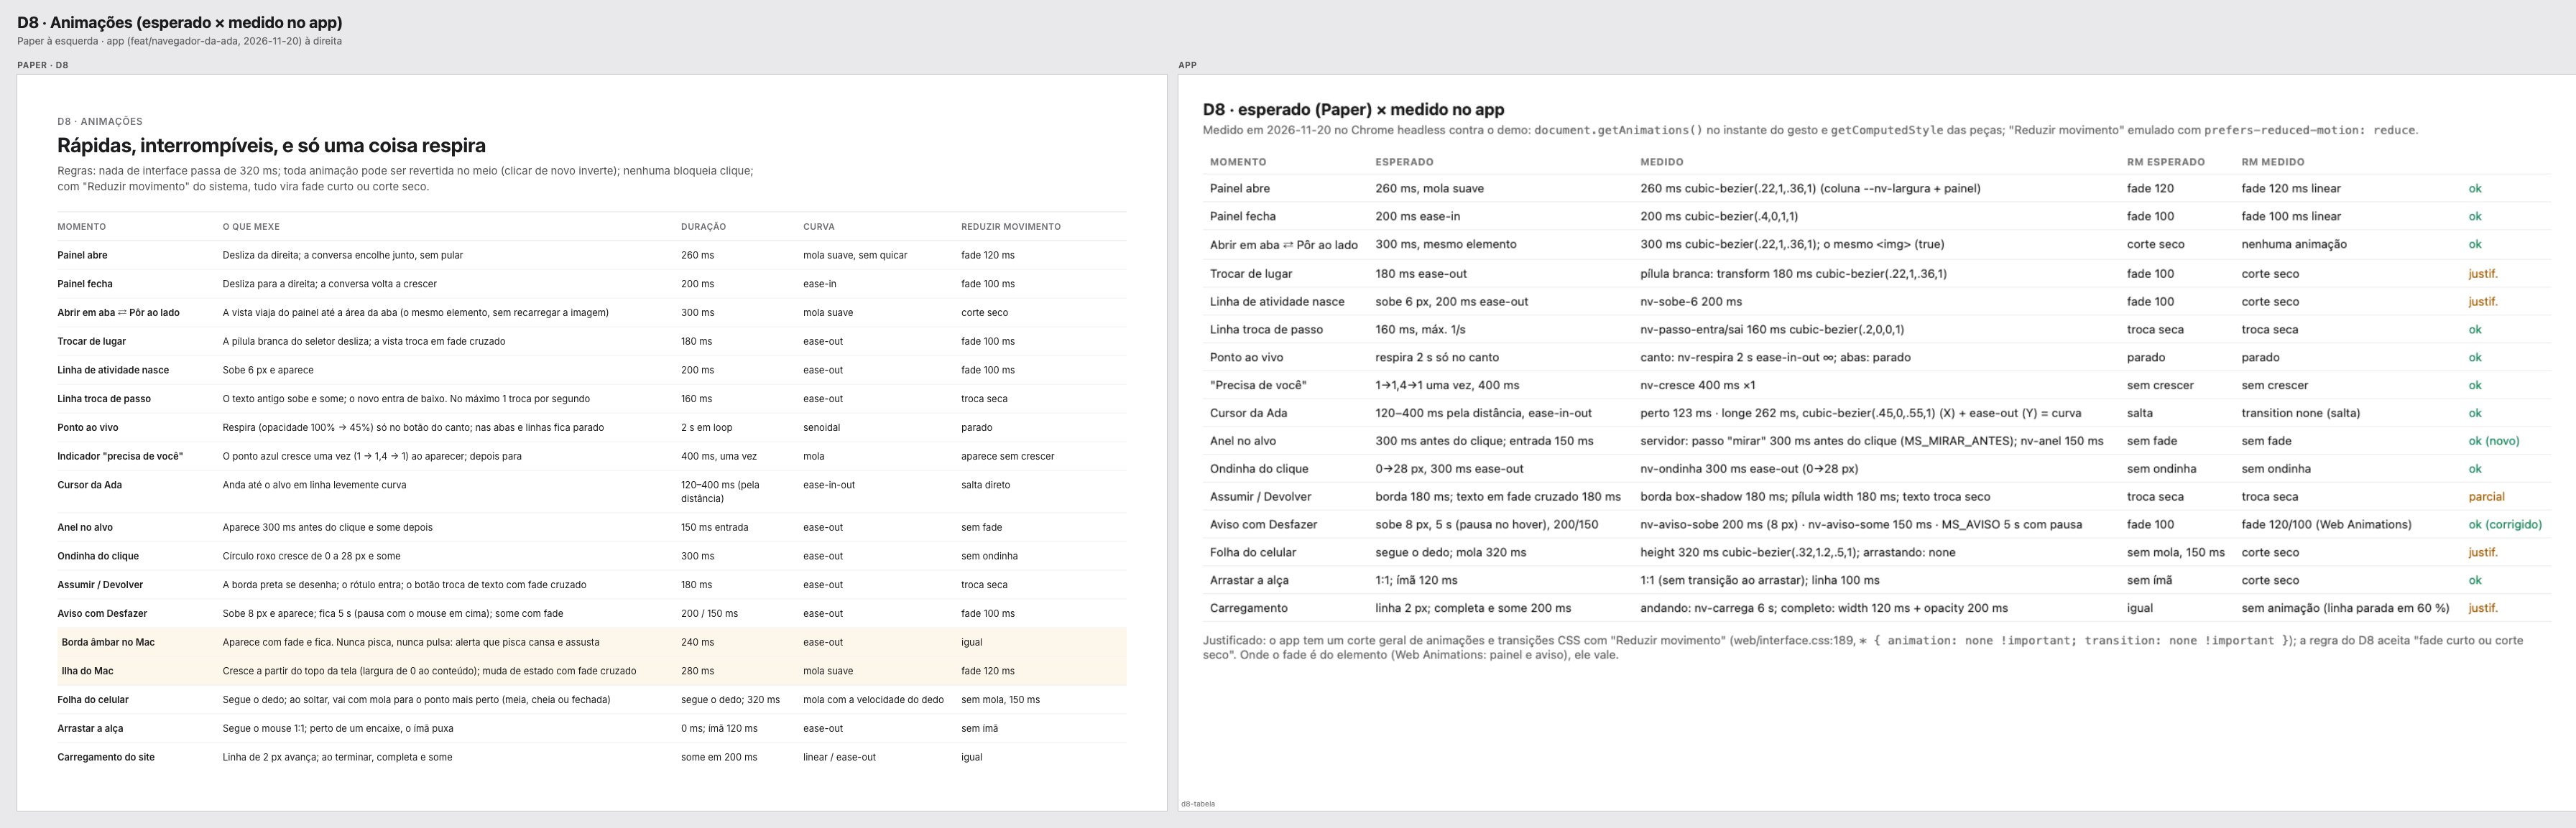 D8 · Animações (esperado × medido no app)
Paper à esquerda · app (feat/navegador-da-ada, 2026-11-20) à direita
PAPER · D8
D8 · ANIMAÇÕES
Rápidas, interrompíveis, e só uma coisa respira
Regras: nada de interface passa de 320 ms; toda animação pode ser revertida no meio (clicar de novo inverte); nenhuma bloqueia clique;
com "Reduzir movimento" do sistema, tudo vira fade curto ou corte seco.
MOMENTO O QUE MEXE DURAÇÃO CURVA REDUZIR MOVIMENTO
Painel abre Desliza da direita; a conversa encolhe junto, sem pular 260 ms mola suave, sem quicar fade 120 ms
Painel fecha Desliza para a direita; a conversa volta a crescer 200 ms ease-in fade 100 ms
Abrir em aba ⇄ Pôr ao lado A vista viaja do painel até a área da aba (o mesmo elemento, sem recarregar a imagem) 300 ms mola suave corte seco
Trocar de lugar A pílula branca do seletor desliza; a vista troca em fade cruzado 180 ms ease-out fade 100 ms
Linha de atividade nasce Sobe 6 px e aparece 200 ms ease-out fade 100 ms
Linha troca de passo O texto antigo sobe e some; o novo entra de baixo. No máximo 1 troca por segundo 160 ms ease-out troca seca
Ponto ao vivo Respira (opacidade 100% → 45%) só no botão do canto; nas abas e linhas fica parado 2 s em loop senoidal parado
Indicador "precisa de você" O ponto azul cresce uma vez (1 → 1,4 → 1) ao aparecer; depois para 400 ms, uma vez mola aparece sem crescer
Cursor da Ada Anda até o alvo em linha levemente curva 120–400 ms (pela distância) ease-in-out salta direto
Anel no alvo Aparece 300 ms antes do clique e some depois 150 ms entrada ease-out sem fade
Ondinha do clique Círculo roxo cresce de 0 a 28 px e some 300 ms ease-out sem ondinha
Assumir / Devolver A borda preta se desenha; o rótulo entra; o botão troca de texto com fade cruzado 180 ms ease-out troca seca
Aviso com Desfazer Sobe 8 px e aparece; fica 5 s (pausa com o mouse em cima); some com fade 200 / 150 ms ease-out fade 100 ms
Borda âmbar no Mac Aparece com fade e fica. Nunca pisca, nunca pulsa: alerta que pisca cansa e assusta 240 ms ease-out igual
Ilha do Mac Cresce a partir do topo da tela (largura de 0 ao conteúdo); muda de estado com fade cruzado 280 ms mola suave fade 120 ms
Folha do celular Segue o dedo; ao soltar, vai com mola para o ponto mais perto (meia, cheia ou fechada) segue o dedo; 320 ms mola com a velocidade do dedo sem mola, 150 ms
Arrastar a alça Segue o mouse 1:1; perto de um encaixe, o ímã puxa 0 ms; ímã 120 ms ease-out sem ímã
Carregamento do site Linha de 2 px avança; ao terminar, completa e some some em 200 ms linear / ease-out igual
APP
D8 · esperado (Paper) × medido no app
Medido em 2026-11-20 no Chrome headless contra o demo: document.getAnimations() no instante do gesto e getComputedStyle das peças; "Reduzir movimento" emulado com prefers-reduced-motion: reduce.
MOMENTO ESPERADO MEDIDO RM ESPERADO RM MEDIDO
Painel abre 260 ms, mola suave 260 ms cubic-bezier(.22,1,.36,1) (coluna --nv-largura + painel) fade 120 fade 120 ms linear ok
Painel fecha 200 ms ease-in 200 ms cubic-bezier(.4,0,1,1) fade 100 fade 100 ms linear ok
Abrir em aba ⇄ Pôr ao lado 300 ms, mesmo elemento 300 ms cubic-bezier(.22,1,.36,1); o mesmo <img> (true) corte seco nenhuma animação ok
Trocar de lugar 180 ms ease-out pílula branca: transform 180 ms cubic-bezier(.22,1,.36,1) fade 100 corte seco justif.
Linha de atividade nasce sobe 6 px, 200 ms ease-out nv-sobe-6 200 ms fade 100 corte seco justif.
Linha troca de passo 160 ms, máx. 1/s nv-passo-entra/sai 160 ms cubic-bezier(.2,0,0,1) troca seca troca seca ok
Ponto ao vivo respira 2 s só no canto canto: nv-respira 2 s ease-in-out ∞; abas: parado parado parado ok
"Precisa de você" 1→1,4→1 uma vez, 400 ms nv-cresce 400 ms ×1 sem crescer sem crescer ok
Cursor da Ada 120–400 ms pela distância, ease-in-out perto 123 ms · longe 262 ms, cubic-bezier(.45,0,.55,1) (X) + ease-out (Y) = curva salta transition none (salta) ok
Anel no alvo 300 ms antes do clique; entrada 150 ms servidor: passo "mirar" 300 ms antes do clique (MS_MIRAR_ANTES); nv-anel 150 ms sem fade sem fade ok (novo)
Ondinha do clique 0→28 px, 300 ms ease-out nv-ondinha 300 ms ease-out (0→28 px) sem ondinha sem ondinha ok
Assumir / Devolver borda 180 ms; texto em fade cruzado 180 ms borda box-shadow 180 ms; pílula width 180 ms; texto troca seco troca seca troca seca parcial
Aviso com Desfazer sobe 8 px, 5 s (pausa no hover), 200/150 nv-aviso-sobe 200 ms (8 px) · nv-aviso-some 150 ms · MS_AVISO 5 s com pausa fade 100 fade 120/100 (Web Animations) ok (corrigido)
Folha do celular segue o dedo; mola 320 ms height 320 ms cubic-bezier(.32,1.2,.5,1); arrastando: none sem mola, 150 ms corte seco justif.
Arrastar a alça 1:1; ímã 120 ms 1:1 (sem transição ao arrastar); linha 100 ms sem ímã corte seco ok
Carregamento linha 2 px; completa e some 200 ms andando: nv-carrega 6 s; completo: width 120 ms + opacity 200 ms igual sem animação (linha parada em 60 %) justif.
Justificado: o app tem um corte geral de animações e transições CSS com "Reduzir movimento" (web/interface.css:189, * { animation: none !important; transition: none !important }); a regra do D8 aceita "fade curto ou corte
seco". Onde o fade é do elemento (Web Animations: painel e aviso), ele vale.
d8-tabela